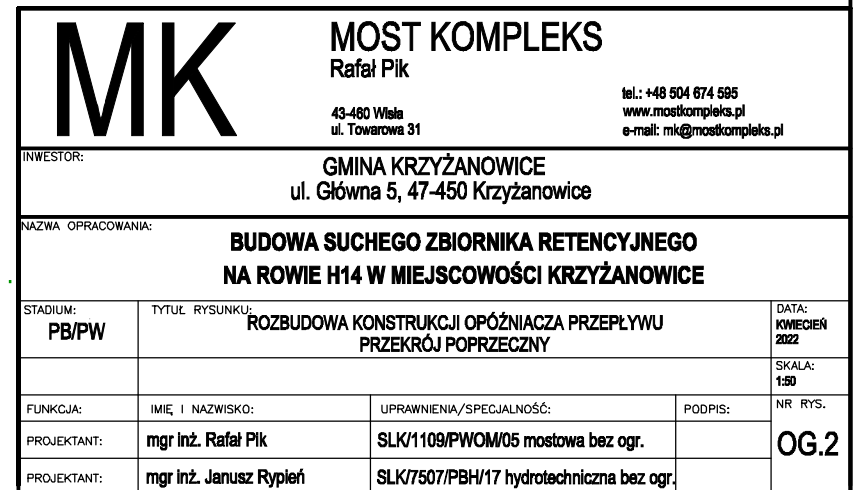 MK
MOST KOMPLEKS
Rafał Pik
43-460 Wisła
ul. Towarowa 31
tel.: +48 504 674 595
www.mostkompleks.pl
e-mail: mk@mostkompleks.pl
INWESTOR:
GMINA KRZYŻANOWICE
ul. Główna 5, 47-450 Krzyżanowice
NAZWA OPRACOWANIA:
BUDOWA SUCHEGO ZBIORNIKA RETENCYJNEGO
NA ROWIE H14 W MIEJSCOWOŚCI KRZYŻANOWICE
STADIUM:
PB/PW
TYTUŁ RYSUNKU:
ROZBUDOWA KONSTRUKCJI OPÓŹNIACZA PRZEPŁYWU
PRZEKRÓJ POPRZECZNY
DATA:
KWIECIEŃ
2022
SKALA:
1:50
FUNKCJA: IMIĘ I NAZWISKO: UPRAWNIENIA/SPECJALNOŚĆ: PODPIS: NR RYS.
PROJEKTANT: mgr inż. Rafał Pik SLK/1109/PWOM/05 mostowa bez ogr.
OG.2
PROJEKTANT: mgr inż. Janusz Rypień SLK/7507/PBH/17 hydrotechniczna bez ogr.